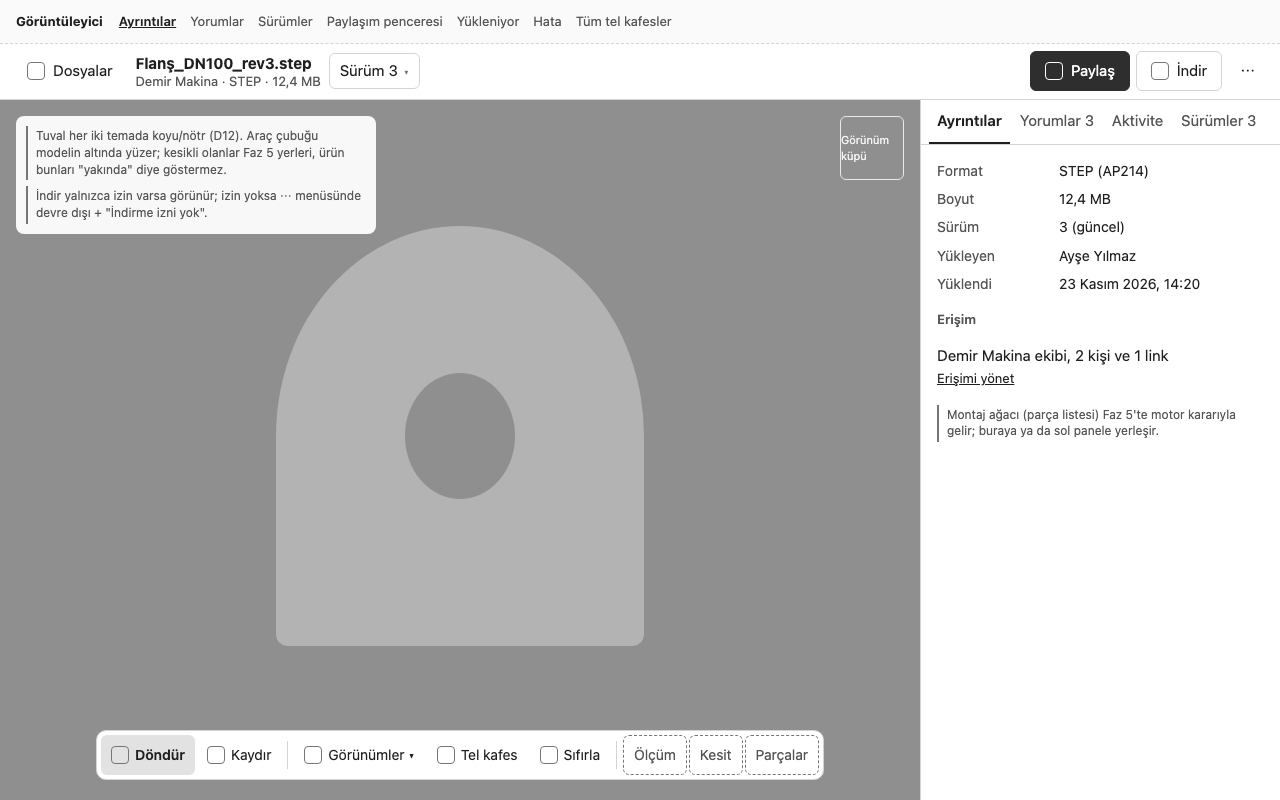 Görüntüleyici Ayrıntılar Yorumlar Sürümler Paylaşım penceresi Yükleniyor Hata Tüm tel kafesler
Dosyalar
Flanş_DN100_rev3.step
Demir Makina · STEP · 12,4 MB
Sürüm 3 ▾
Paylaş
İndir
···
Tuval her iki temada koyu/nötr (D12). Araç çubuğu
modelin altında yüzer; kesikli olanlar Faz 5 yerleri, ürün
bunları "yakında" diye göstermez.
İndir yalnızca izin varsa görünür; izin yoksa ··· menüsünde
devre dışı + "İndirme izni yok".
Görünüm
küpü
Döndür Kaydır Görünümler ▾ Tel kafes Sıfırla Ölçüm Kesit Parçalar
Ayrıntılar Yorumlar 3 Aktivite Sürümler 3
Format STEP (AP214)
Boyut 12,4 MB
Sürüm 3 (güncel)
Yükleyen Ayşe Yılmaz
Yüklendi 23 Kasım 2026, 14:20
Erişim
Demir Makina ekibi, 2 kişi ve 1 link
Erişimi yönet
Montaj ağacı (parça listesi) Faz 5'te motor kararıyla
gelir; buraya ya da sol panele yerleşir.